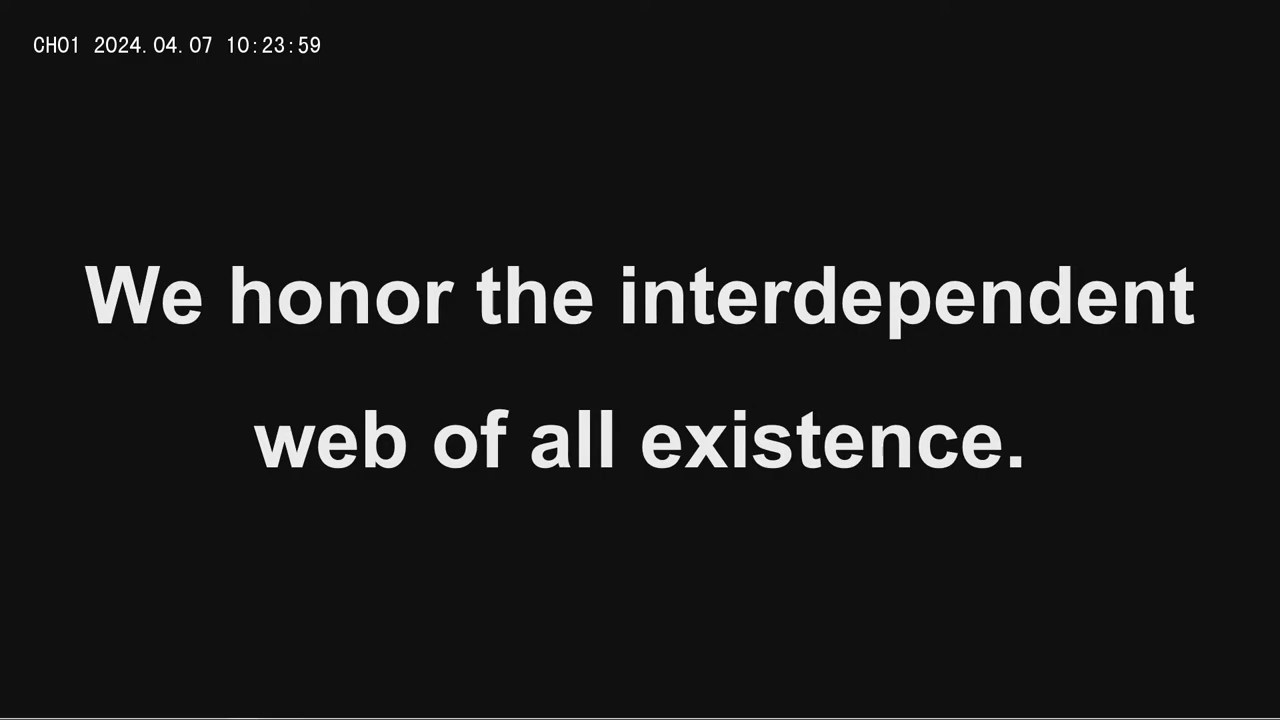 CH01 2024.04.07 10:23:59
We honor the interdependent
web of all existence.